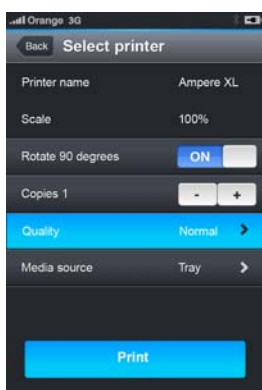 Orange 3G
Back Select printer
Printer name Ampere XL
Scale 100%
Rotate 90 degrees ON
Copies 1 - +
Quality Normal
Media source Tray
Print